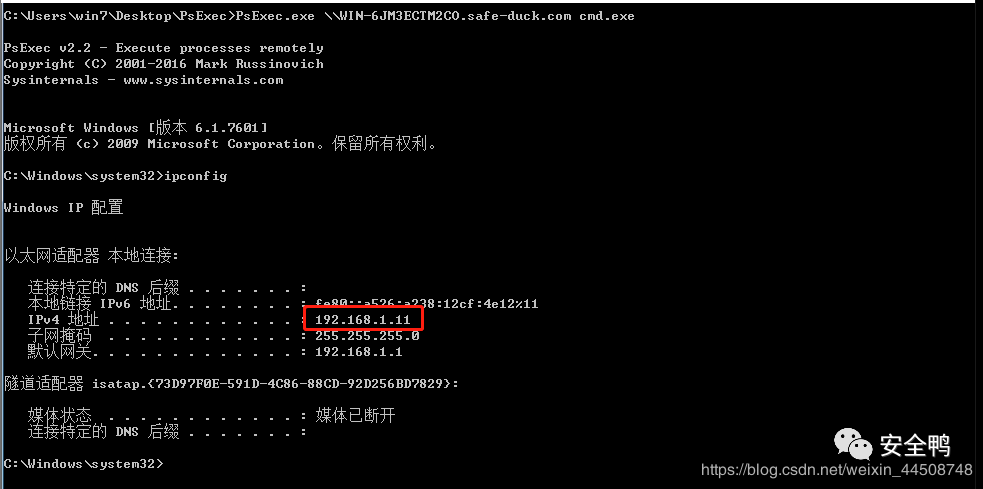 C:\Users\win7\Desktop\PsExec>PsExec.exe \\WIN-6JM3ECTM2CO.safe-duck.com cmd.exe
PsExec v2.2 - Execute processes remotely
Copyright (C) 2001-2016 Mark Russinovich
Sysinternals - www.sysinternals.com
Microsoft Windows [版本 6.1.7601]
版权所有 (c) 2009 Microsoft Corporation。保留所有权利。
C:\Windows\system32>ipconfig
Windows IP 配置
以太网适配器 本地连接:
连接特定的 DNS 后缀 . . . . . . . :
本地链接 IPv6 地址. . . . . . . . : fe80::a526:a238:12cf:4e12%11
IPv4 地址 . . . . . . . . . . . . : 192.168.1.11
子网掩码 . . . . . . . . . . . . : 255.255.255.0
默认网关. . . . . . . . . . . . . : 192.168.1.1
隧道适配器 isatap.{73D97F0E-591D-4C86-88CD-92D256BD7829}:
媒体状态 . . . . . . . . . . . . : 媒体已断开
连接特定的 DNS 后缀 . . . . . . . :
C:\Windows\system32>
安全鸭
https://blog.csdn.net/weixin_44508748